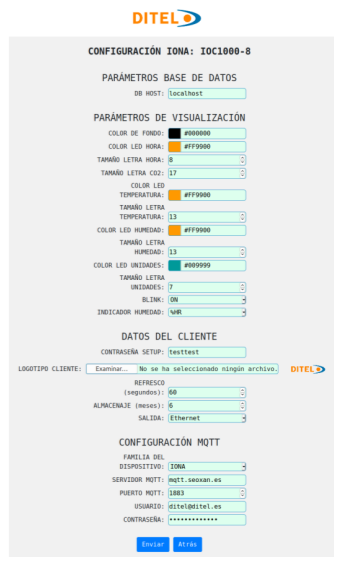 DITEL
CONFIGURACIÓN IONA: IOC1000-8
PARÁMETROS BASE DE DATOS
DB HOST: localhost
PARÁMETROS DE VISUALIZACIÓN
COLOR DE FONDO: #000000
COLOR LED HORA: #FF9900
TAMAÑO LETRA HORA: 8
TAMAÑO LETRA CO2: 17
COLOR LED
TEMPERATURA: #FF9900
TAMAÑO LETRA
TEMPERATURA: 13
COLOR LED HUMEDAD: #FF9900
TAMAÑO LETRA
HUMEDAD: 13
COLOR LED UNIDADES: #009999
TAMAÑO LETRA
UNIDADES: 7
BLINK: ON
INDICADOR HUMEDAD: %HR
DATOS DEL CLIENTE
CONTRASEÑA SETUP: testtest
LOGOTIPO CLIENTE: Examinar... No se ha seleccionado ningún archivo. DITEL
REFRESCO
(segundos): 60
ALMACENAJE (meses): 6
SALIDA: Ethernet
CONFIGURACIÓN MQTT
FAMILIA DEL
DISPOSITIVO: IONA
SERVIDOR MQTT: mqtt.seoxan.es
PUERTO MQTT: 1883
USUARIO: ditel@ditel.es
CONTRASEÑA: •••••••••••••
Enviar Atrás